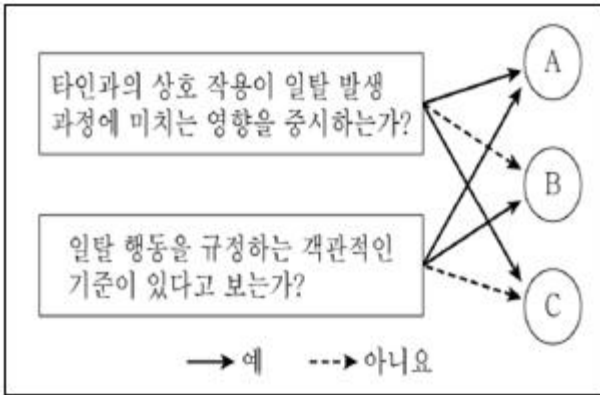 타인과의 상호 작용이 일탈 발생
과정에 미치는 영향을 중시하는가?
A
B
일탈 행동을 규정하는 객관적인
기준이 있다고 보는가?
C
예
아니요